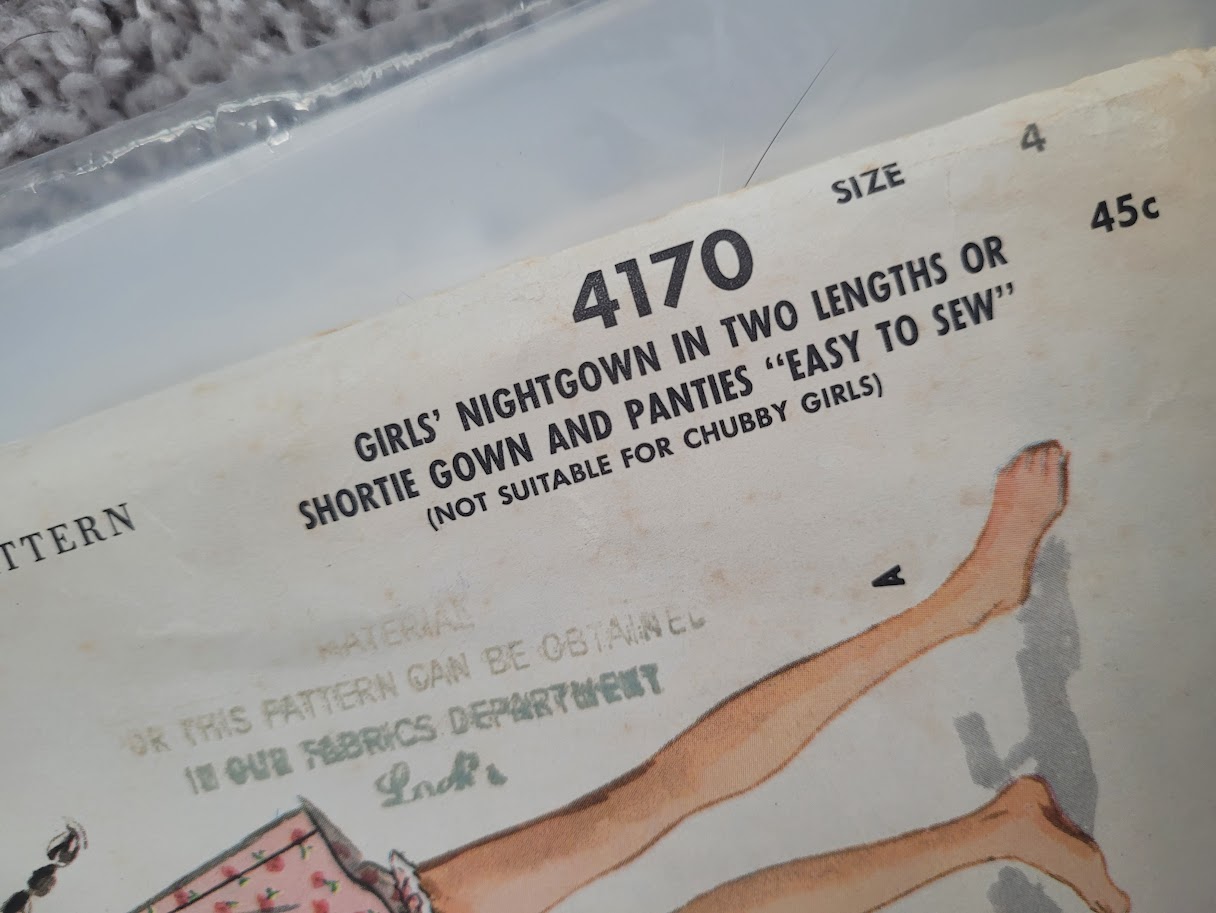 SIZE 4
45c
4170
GIRLS' NIGHTGOWN IN TWO LENGTHS OR
SHORTIE GOWN AND PANTIES “EASY TO SEW”
(NOT SUITABLE FOR CHUBBY GIRLS)
TTERN
A
MATERIAL
OR THIS PATTERN CAN BE OBTAINED
IN OUR FABRICS DEPARTMENT